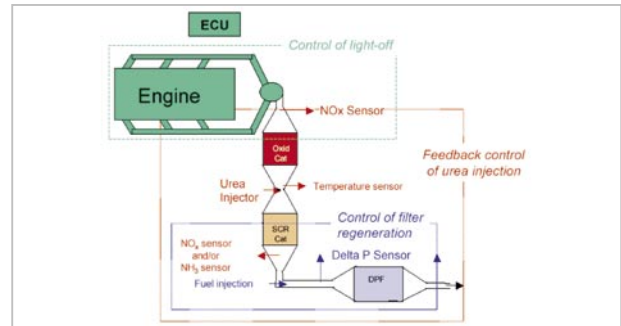 ECU
Control of light-off
Engine
NOx Sensor
Oxid
Cat
Feedback control
of urea injection
Urea
Injector
Temperature sensor
SCR
Cat
Control of filter
regeneration
NOx sensor
and/or
NH3 sensor
Delta P Sensor
Fuel injection
DPF